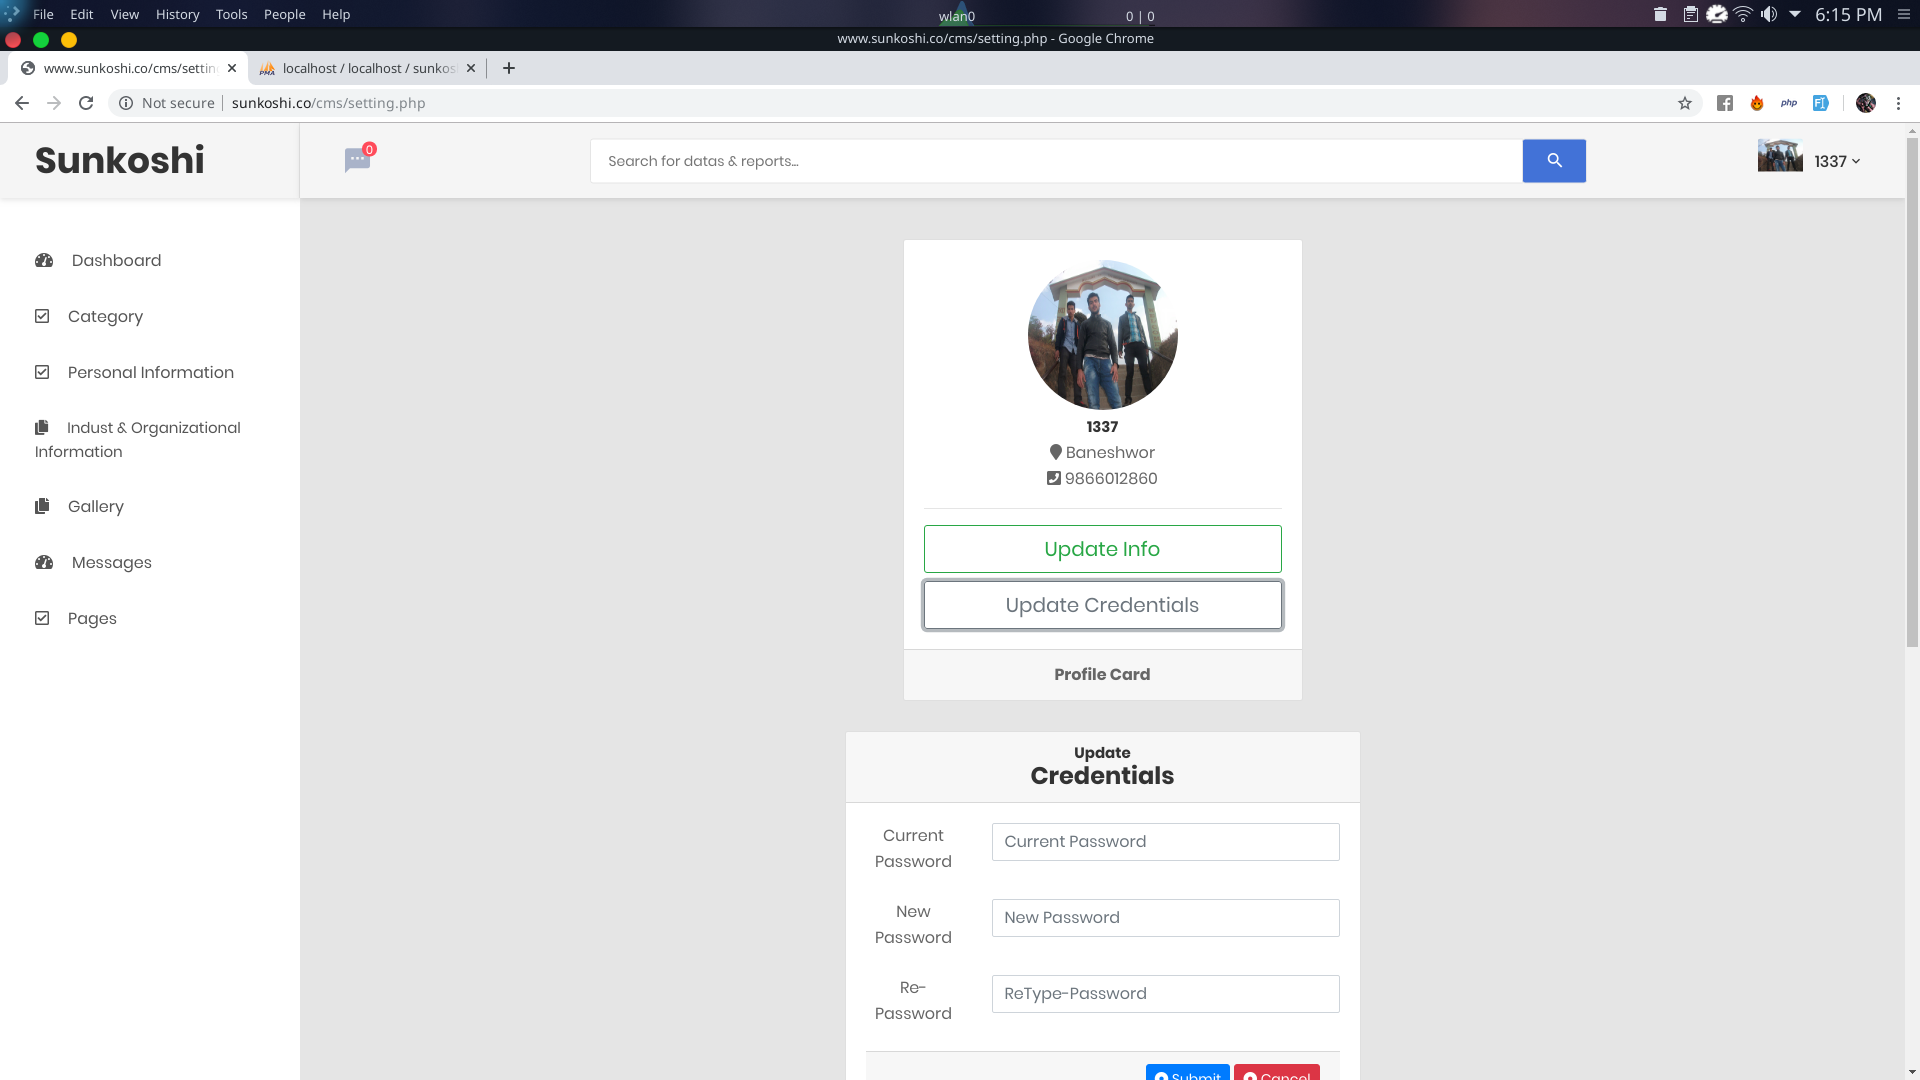 File Edit View History Tools People Help
wlan0
0 | 0
6:15 PM
www.sunkoshi.co/cms/setting.php - Google Chrome
www.sunkoshi.co/cms/settin
PMA localhost / localhost / sunkos
Not secure sunkoshi.co/cms/setting.php
php
Sunkoshi
0
Search for datas & reports...
1337
Dashboard
Category
Personal Information
Indust & Organizational
Information
Gallery
Messages
Pages
1337
Baneshwor
9866012860
Update Info
Update Credentials
Profile Card
Update
Credentials
Current
Password
Current Password
New
Password
New Password
Re-
Password
ReType-Password
Submit
Cancel